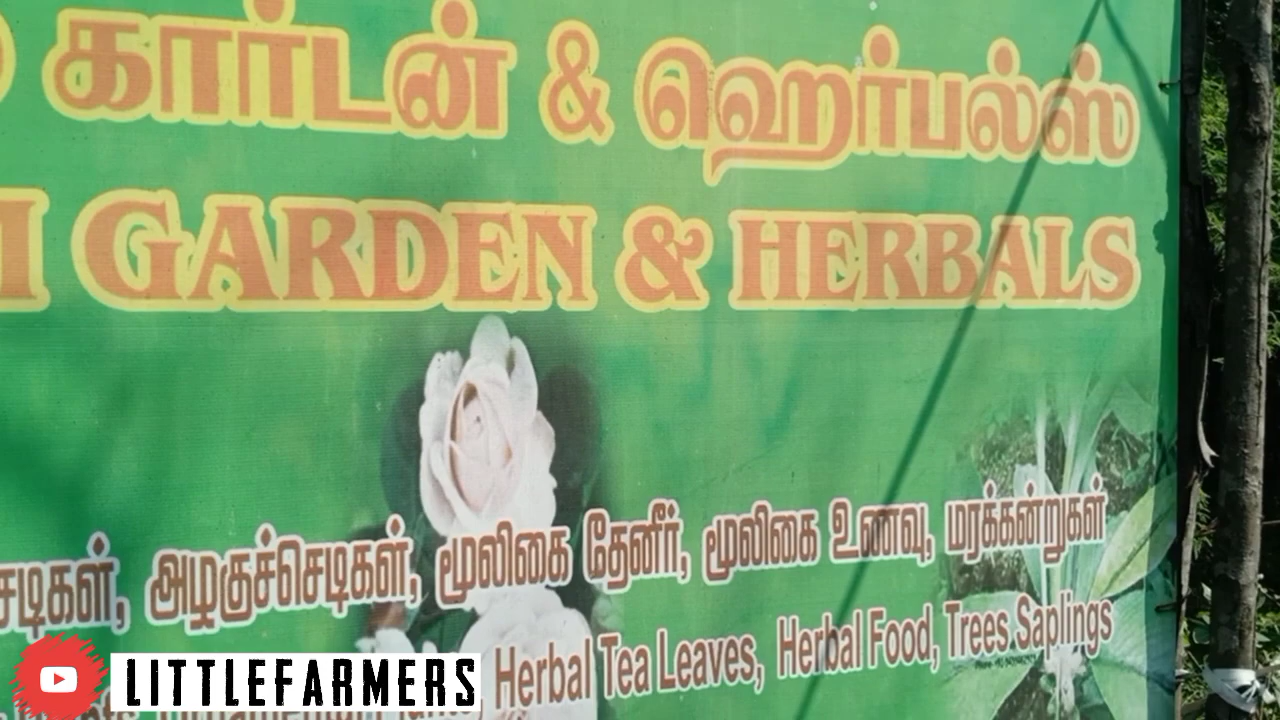 கார்டன் & ஹெர்பல்ஸ்
GARDEN & HERBALS
அழகுச்செடிகள், மூலிகை தேனீர், மூலிகை உணவு, மரக்கன்றுகள்
Herbal Tea Leaves, Herbal Food, Trees Saplings
LITTLEFARMERS